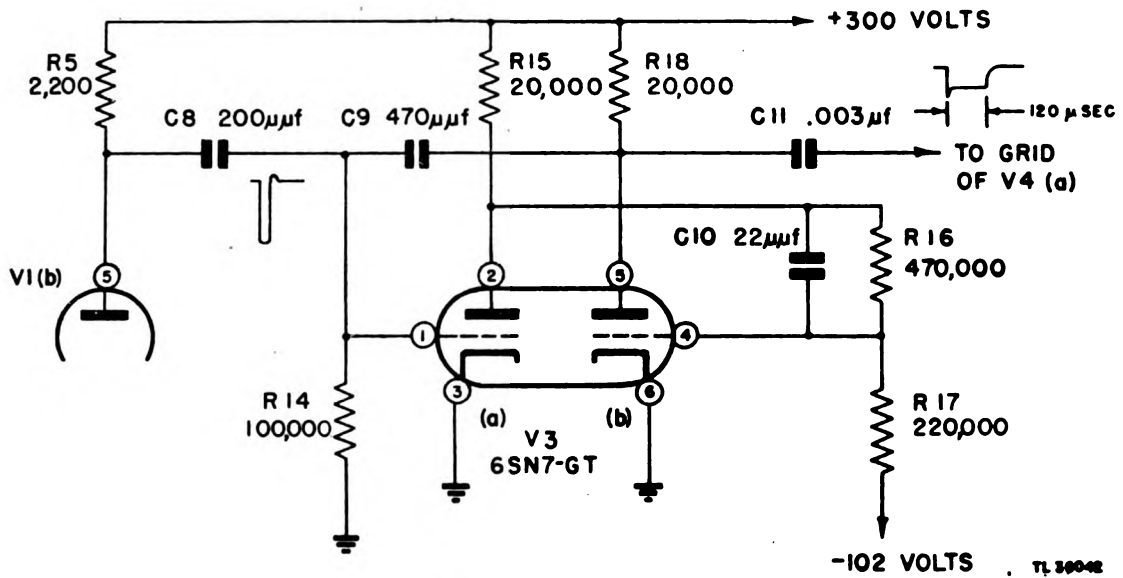 +300 VOLTS
R5
2,200
R15
20,000
R18
20,000
C8 200μμf
C9 470μμf
C11 .003μf
120 μ SEC
TO GRID
OF V4 (a)
C10 22μμf
R16
470,000
V1(b)
5
2
5
1
4
3
6
(a)
(b)
R14
100,000
V3
6SN7-GT
R17
220,000
-102 VOLTS